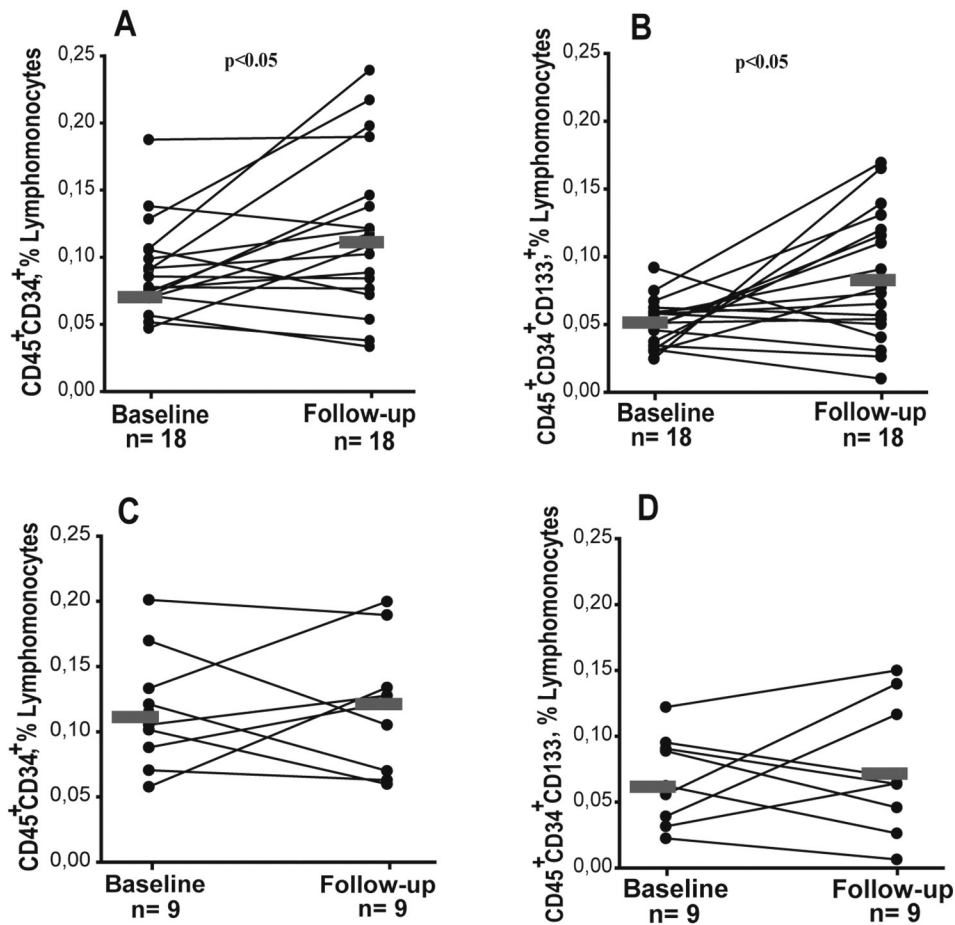 A
CD45+CD34,+% Lymphomonocytes
p<0.05
0,25
0,20
0,15
0,10
0,05
0,00
Baseline
n= 18
Follow-up
n= 18
B
CD45+CD34+CD133,+% Lymphomonocytes
p<0.05
0,25
0,20
0,15
0,10
0,05
0,00
Baseline
n= 18
Follow-up
n= 18
C
CD45+CD34,+% Lymphomonocytes
0,25
0,20
0,15
0,10
0,05
0,00
Baseline
n= 9
Follow-up
n= 9
D
CD45+CD34+CD133, % Lymphomonocytes
0,25
0,20
0,15
0,10
0,05
0,00
Baseline
n= 9
Follow-up
n= 9